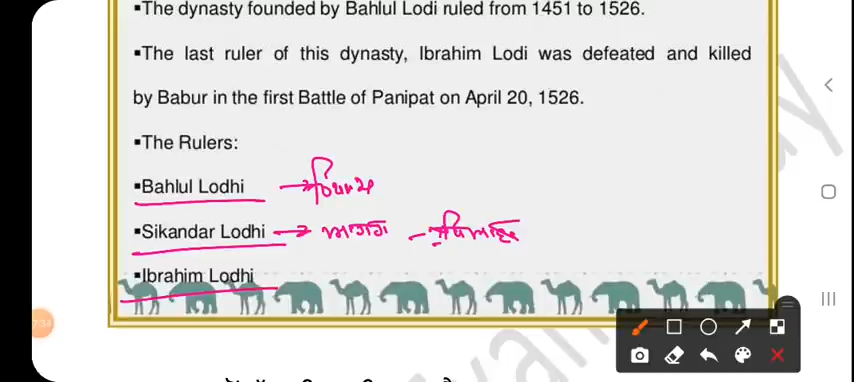 ▪The dynasty founded by Bahlul Lodi ruled from 1451 to 1526.
▪The last ruler of this dynasty, Ibrahim Lodi was defeated and killed
by Babur in the first Battle of Panipat on April 20, 1526.
▪The Rulers:
▪Bahlul Lodhi
▪Sikandar Lodhi
▪Ibrahim Lodhi